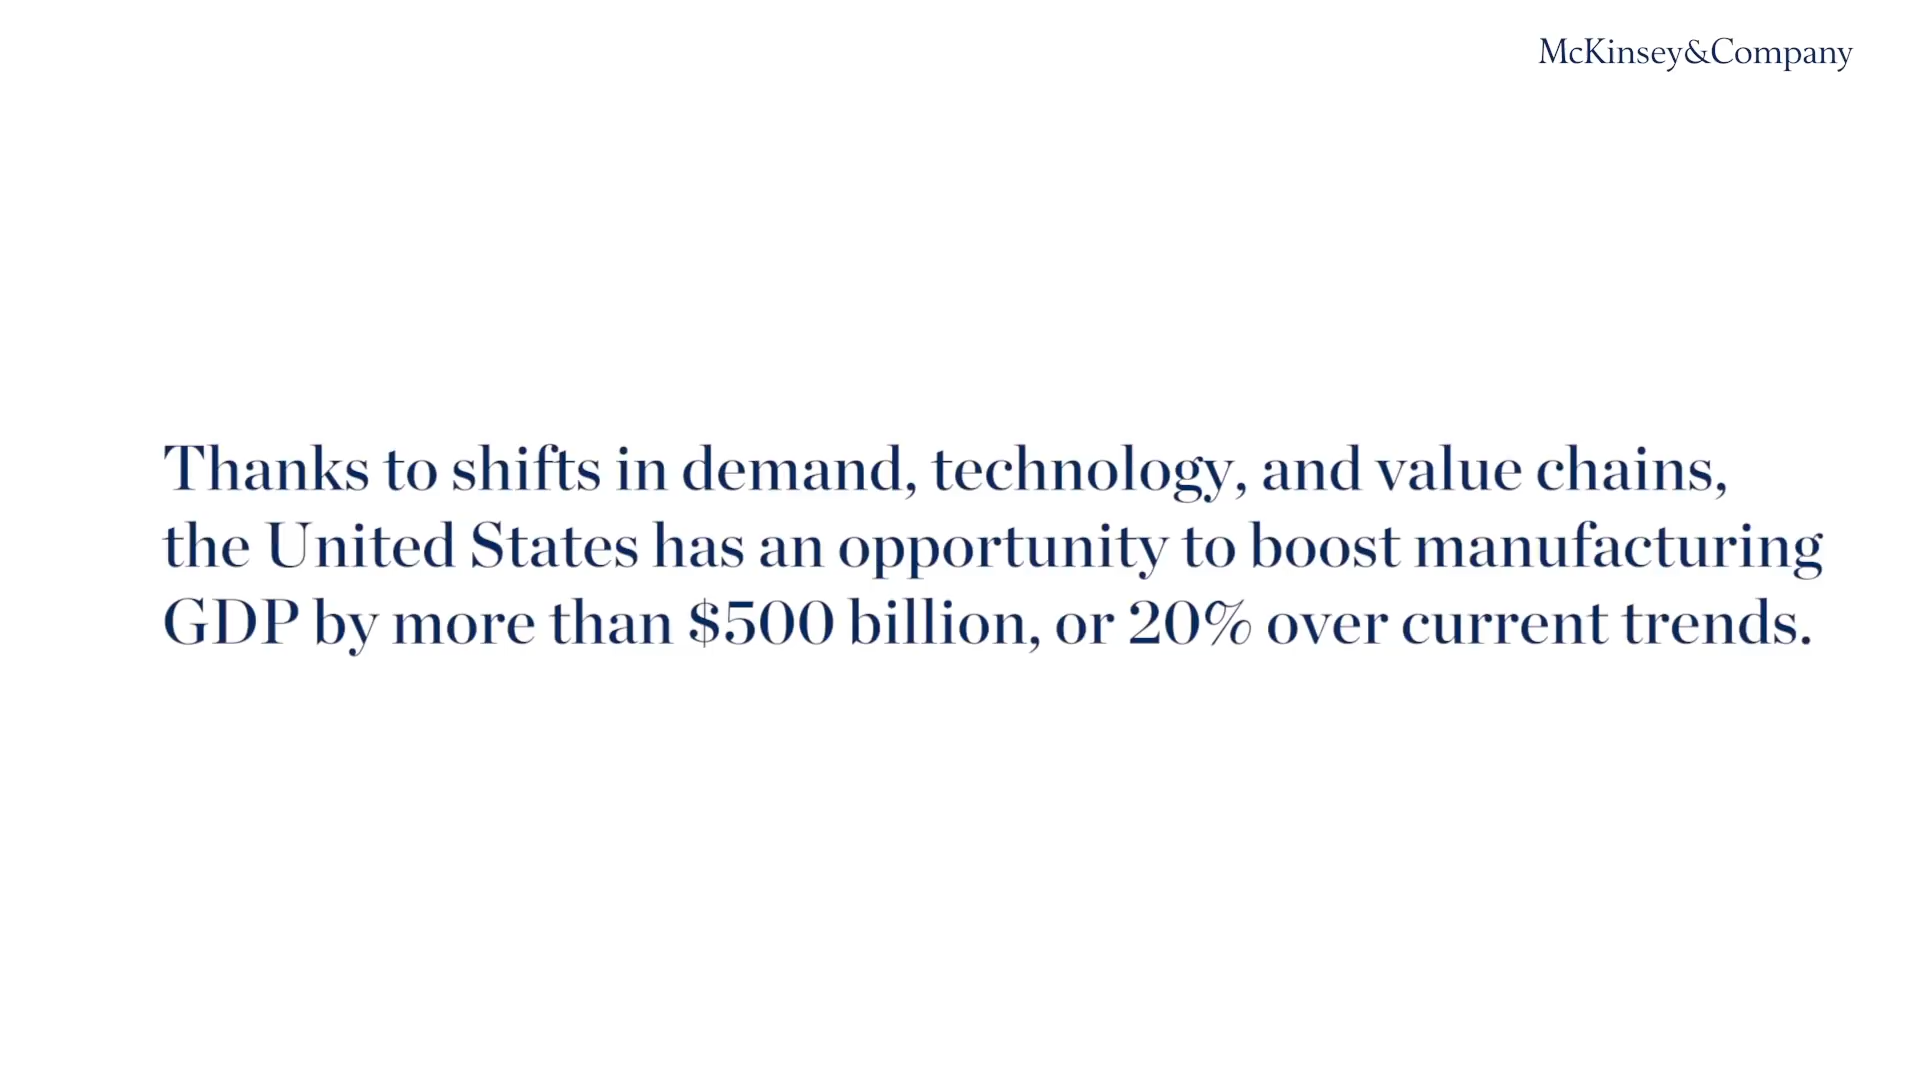 McKinsey&Company
Thanks to shifts in demand, technology, and value chains,
the United States has an opportunity to boost manufacturing
GDP by more than $500 billion, or 20% over current trends.